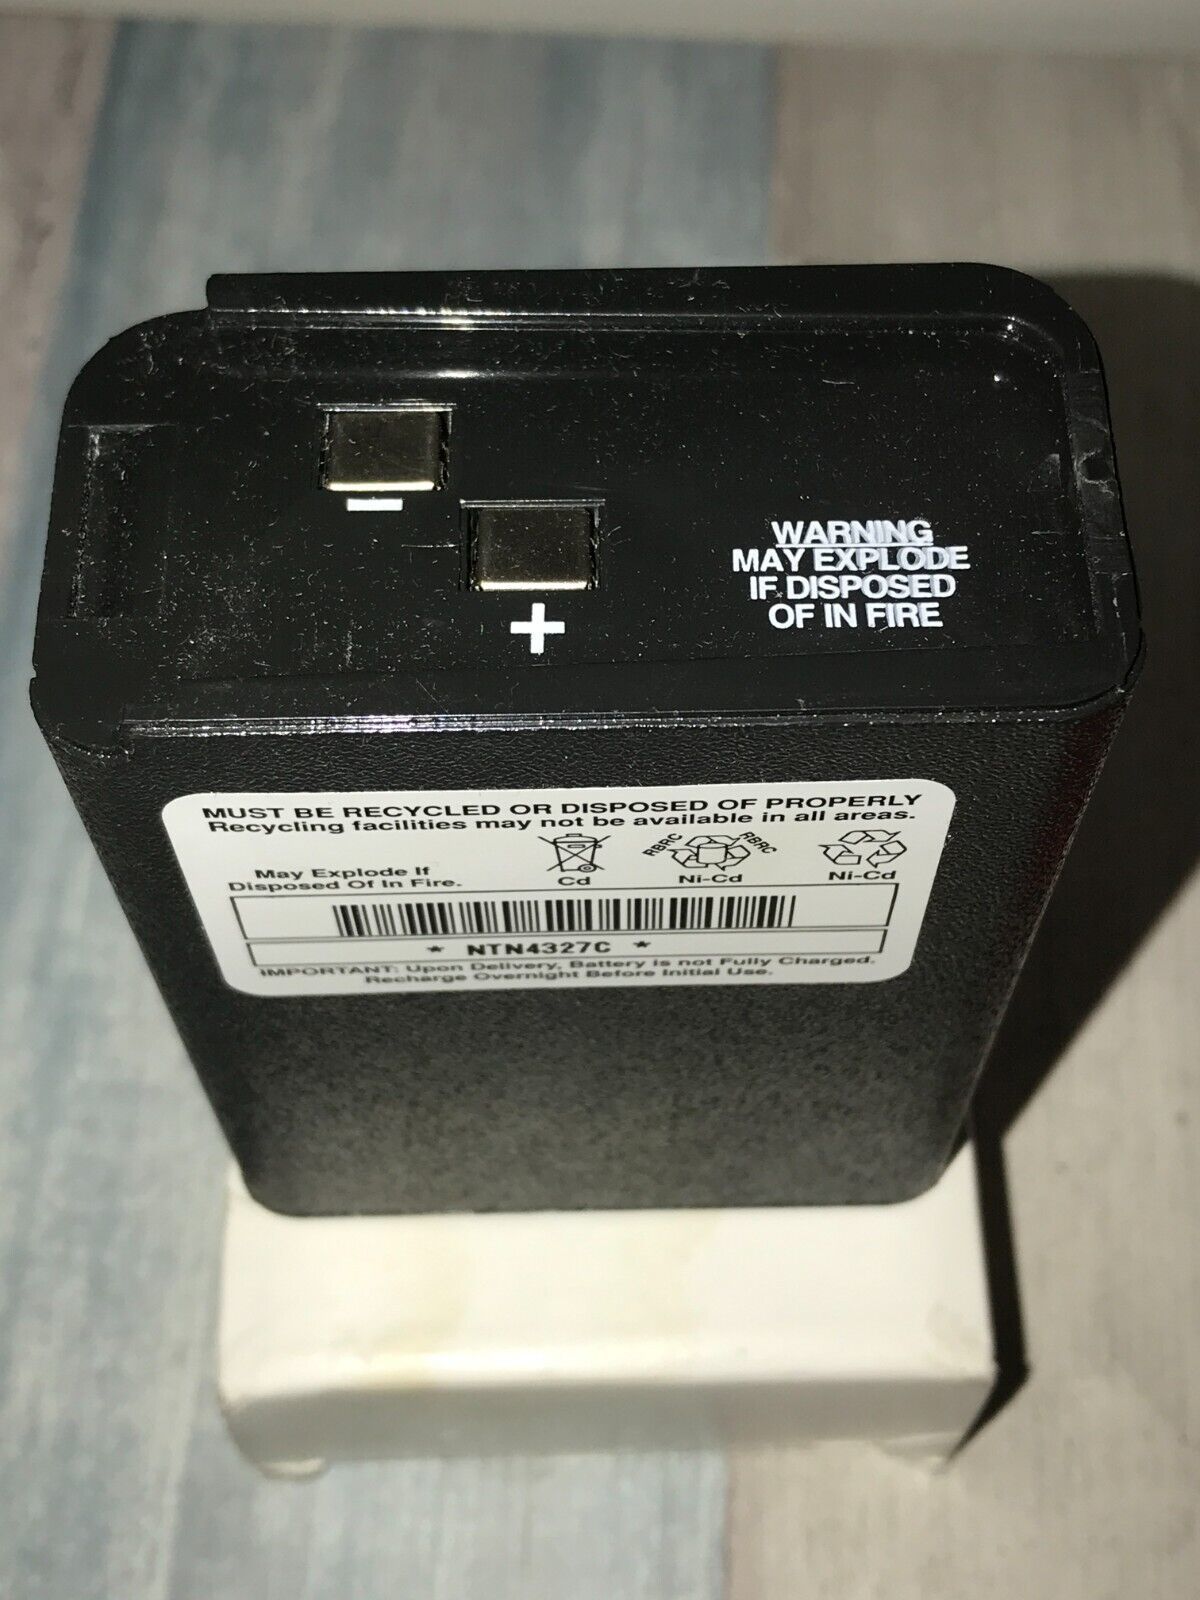 −
+
WARNING
MAY EXPLODE
IF DISPOSED
OF IN FIRE
MUST BE RECYCLED OR DISPOSED OF PROPERLY
Recycling facilities may not be available in all areas.
May Explode If
Disposed Of In Fire.
Cd
RBRC RBRC
Ni-Cd
Ni-Cd
* NTN4327C *
IMPORTANT: Upon Delivery, Battery is not Fully Charged.
Recharge Overnight Before Initial Use.